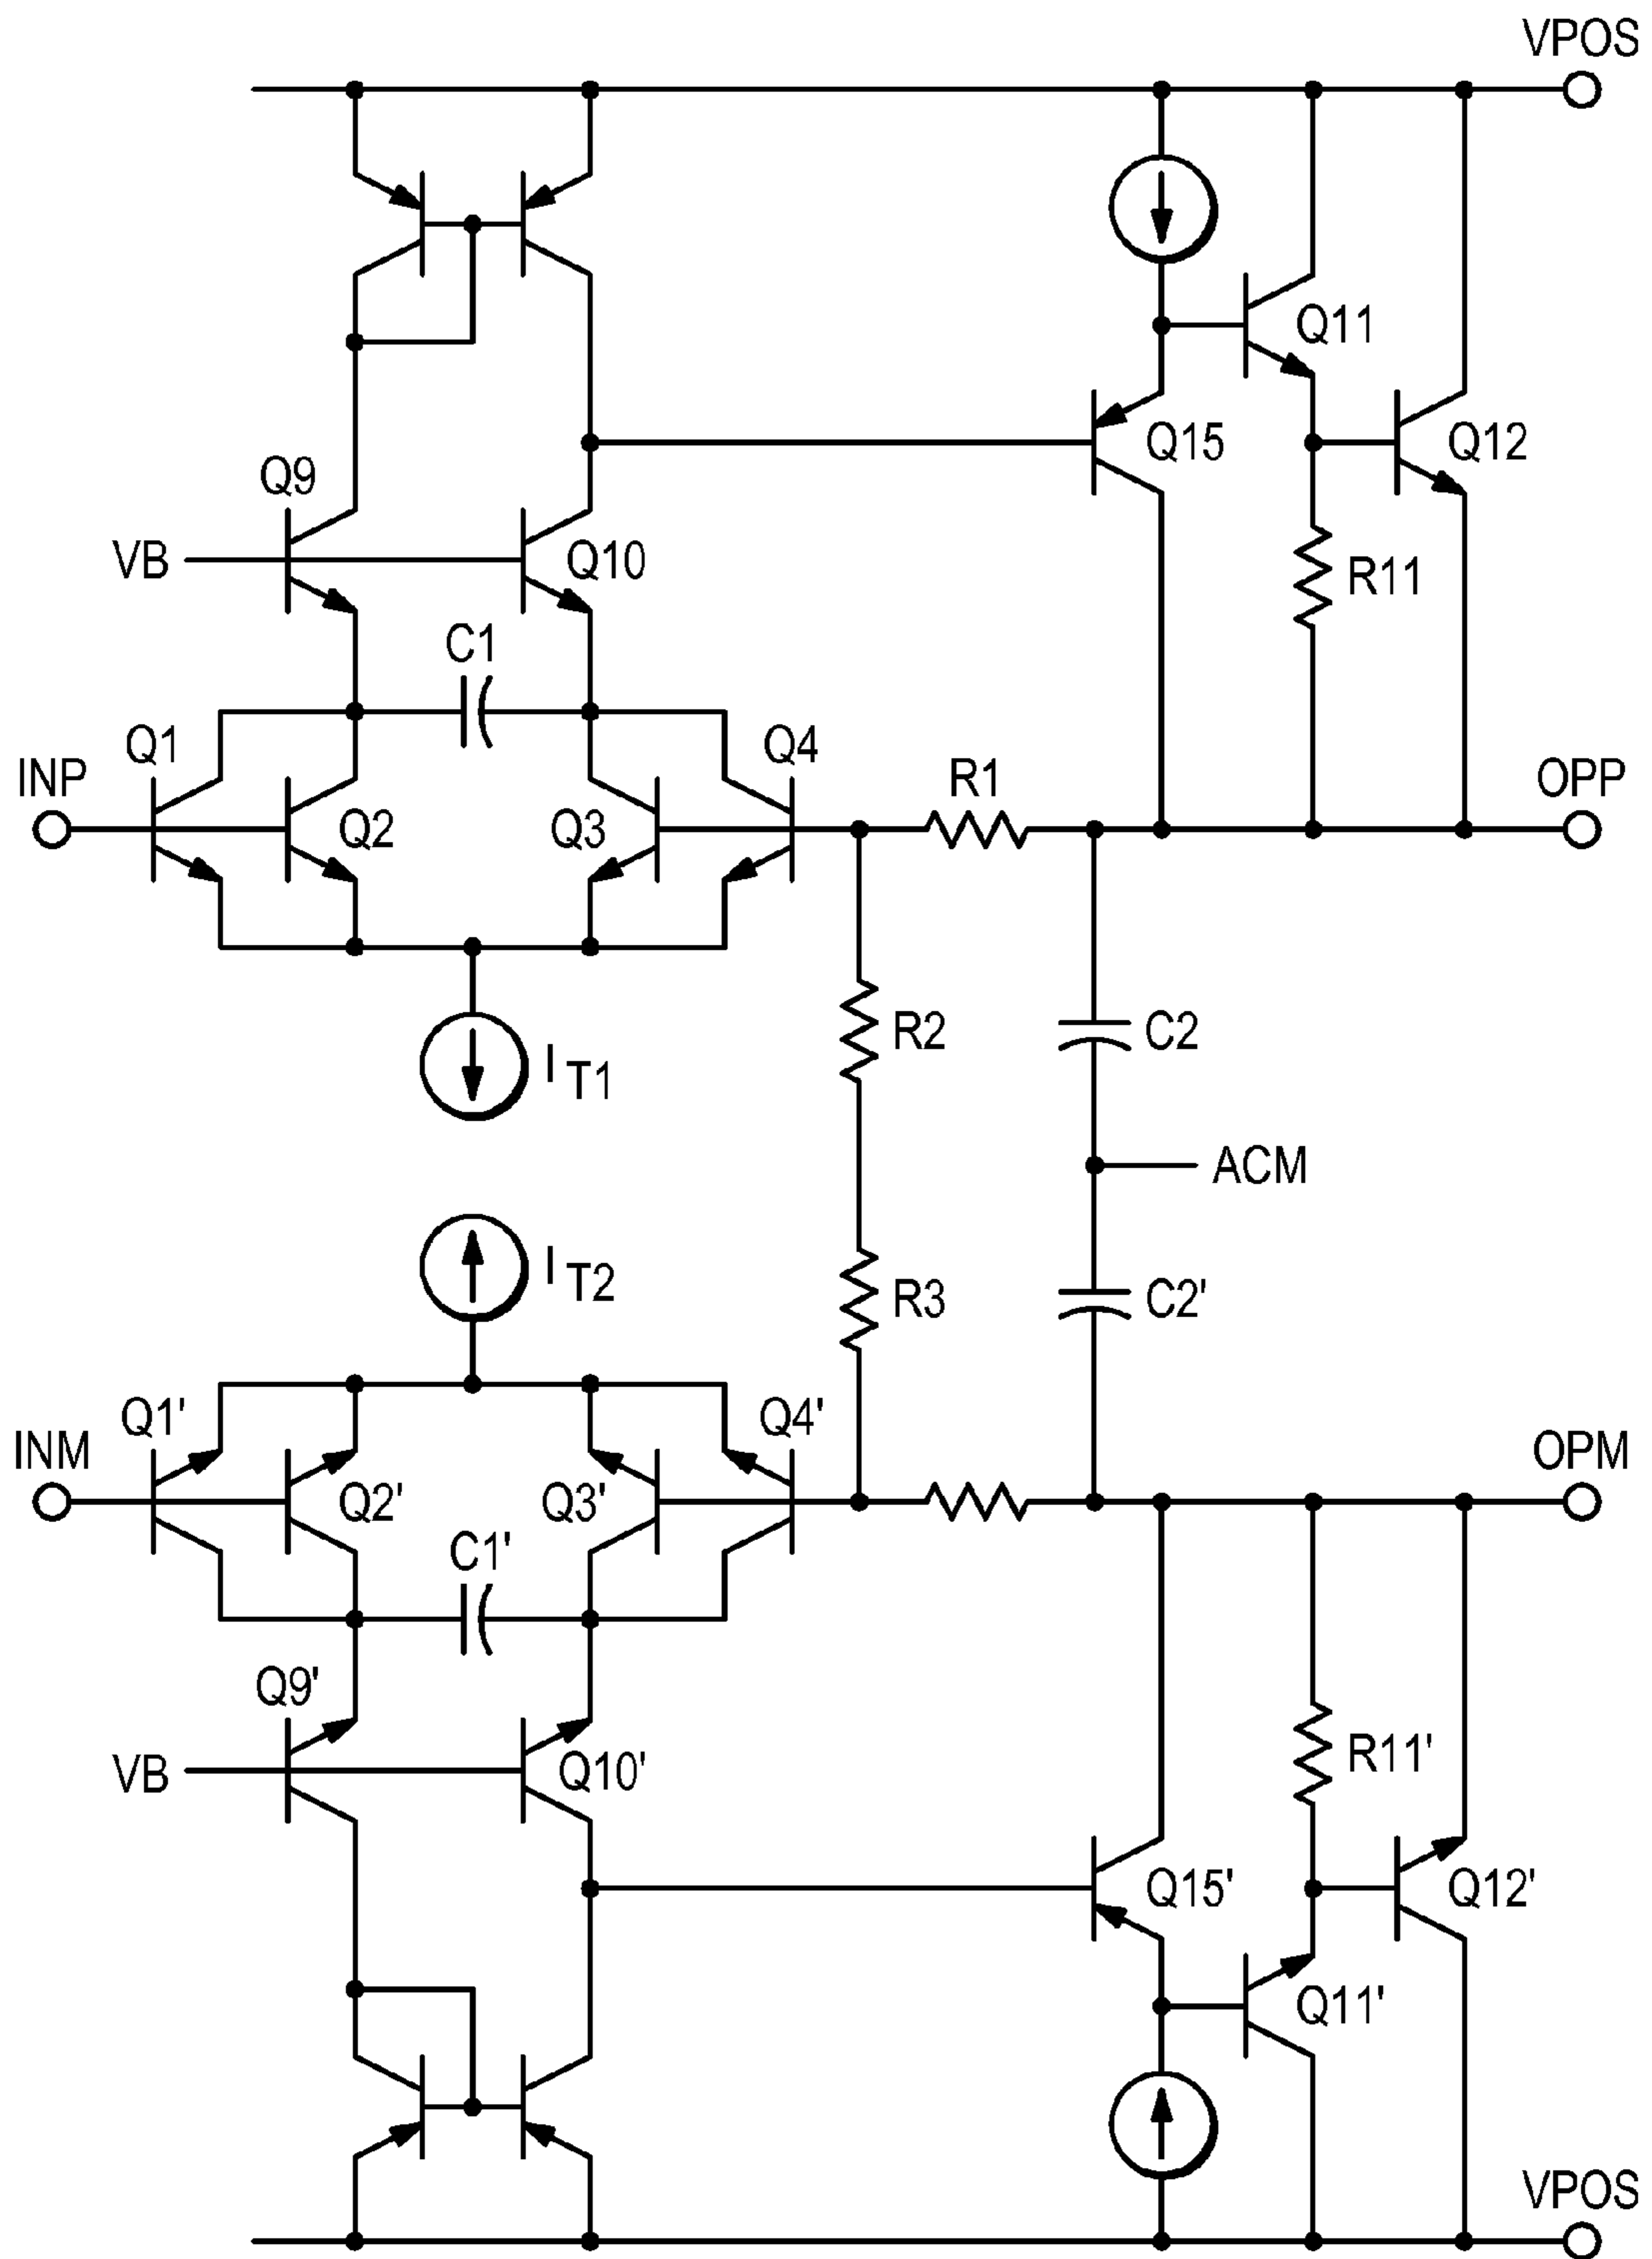 VPOS
Q11
Q15
Q12
Q9
VB
Q10
R11
C1
Q1
Q4
INP
Q2
Q3
R1
OPP
R2
C2
I T1
ACM
I T2
R3
C2'
Q1'
Q4'
INM
Q2'
Q3'
OPM
C1'
Q9'
VB
Q10'
R11'
Q15'
Q12'
Q11'
VPOS